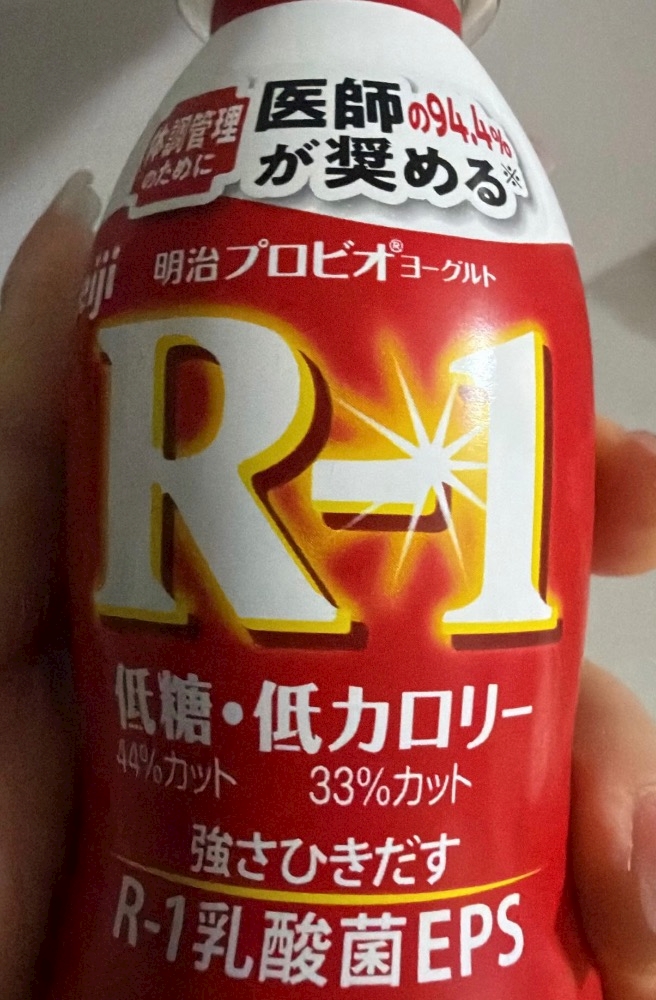 体調管理
のために
医師の94.4%
が奨める※
meiji
明治プロビオ®ヨーグルト
R-1
低糖・低カロリー
44%カット 33%カット
強さひきだす
R-1乳酸菌EPS